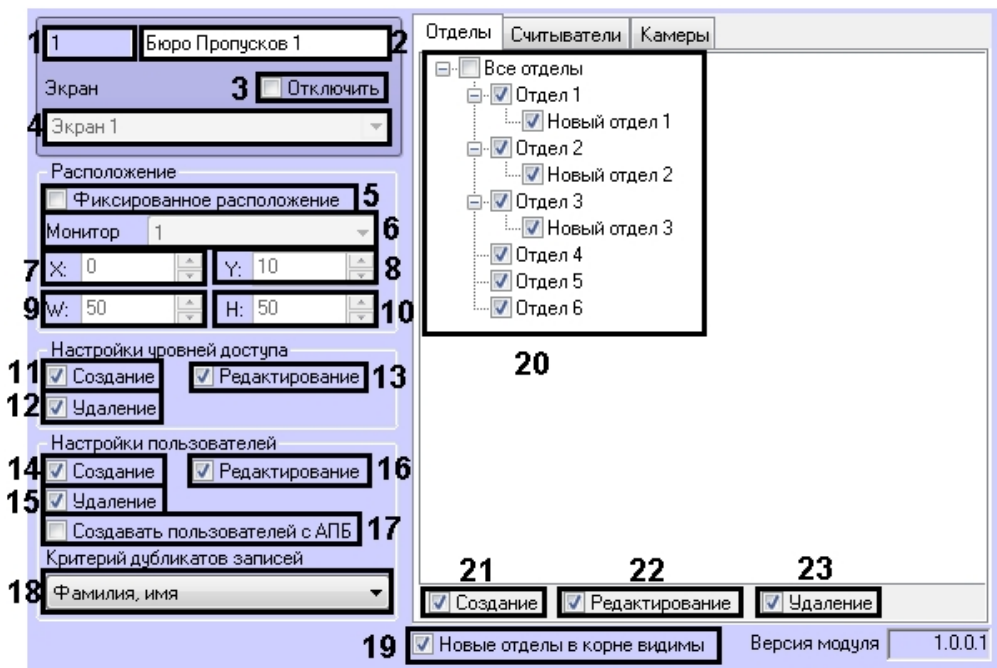 1 1 Бюро Пропусков 1 2
Экран 3 Отключить
4 Экран 1
Расположение
Фиксированное расположение 5
Монитор 1 6
7 X: 0 Y: 10 8
9 W: 50 H: 50 10
Настройки уровней доступа
11 Создание Редактирование 13
12 Удаление
Настройки пользователей
14 Создание Редактирование 16
15 Удаление
Создавать пользователей с АПБ 17
Критерий дубликатов записей
18 Фамилия, имя
Отделы Считыватели Камеры
Все отделы
Отдел 1
Новый отдел 1
Отдел 2
Новый отдел 2
Отдел 3
Новый отдел 3
Отдел 4
Отдел 5
Отдел 6
20
21 22 23
Создание Редактирование Удаление
19 Новые отделы в корне видимы Версия модуля 1.0.0.1